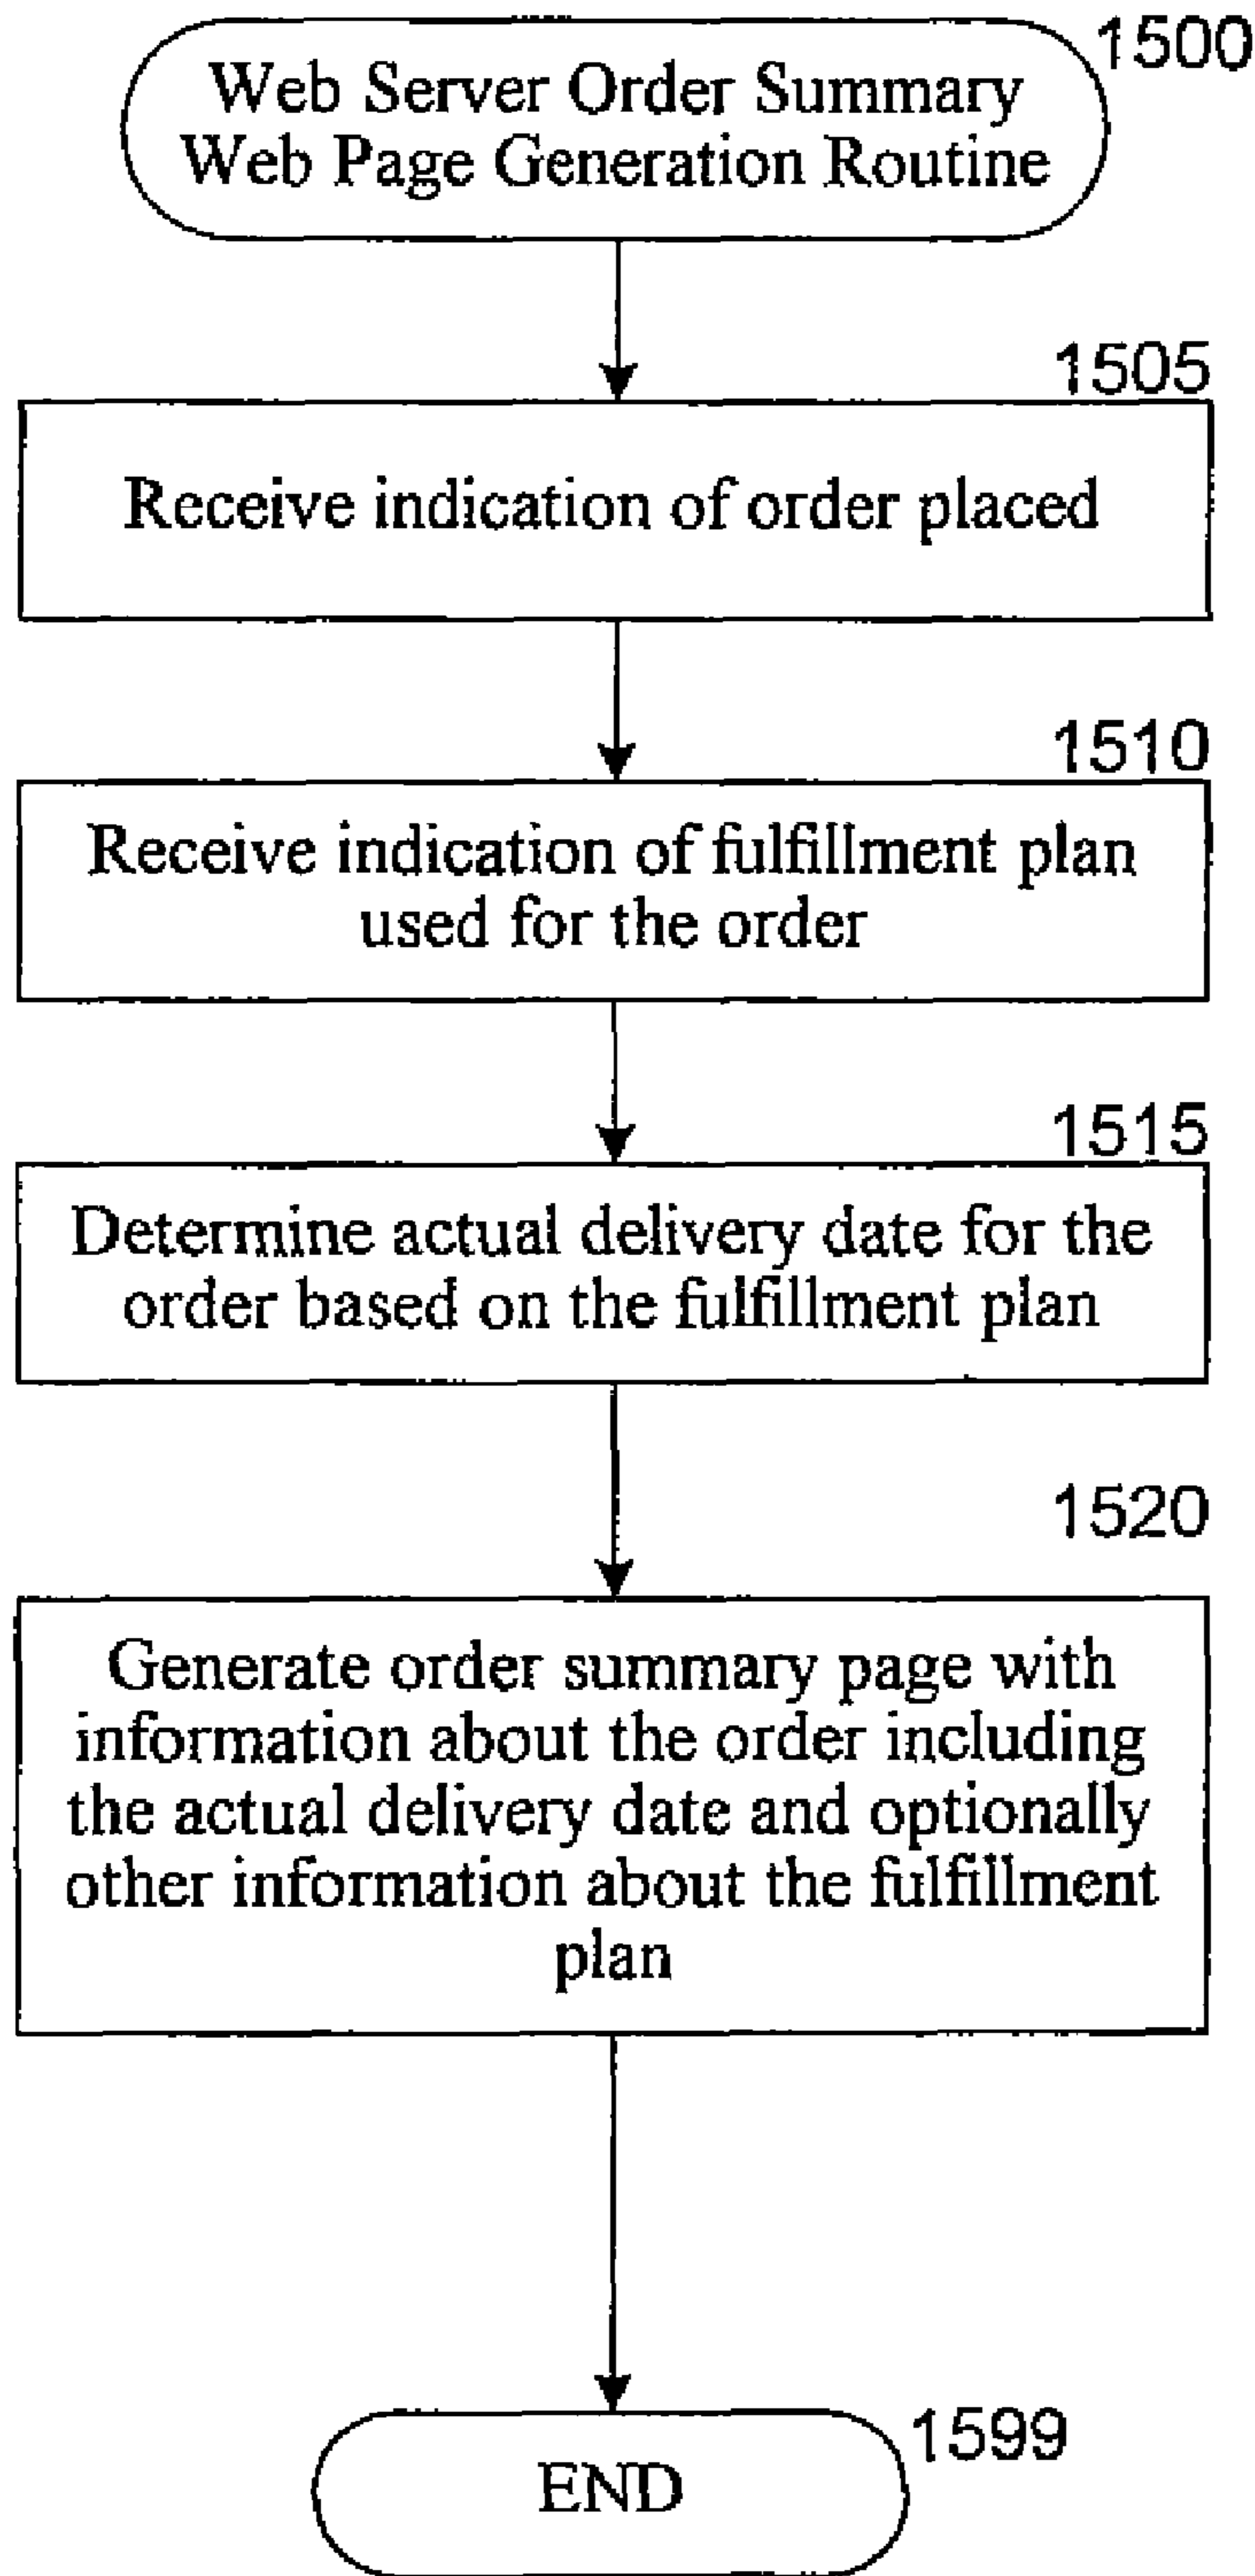 1500
Web Server Order Summary
Web Page Generation Routine
1505
Receive indication of order placed
1510
Receive indication of fulfillment plan
used for the order
1515
Determine actual delivery date for the
order based on the fulfillment plan
1520
Generate order summary page with
information about the order including
the actual delivery date and optionally
other information about the fulfillment
plan
1599
END